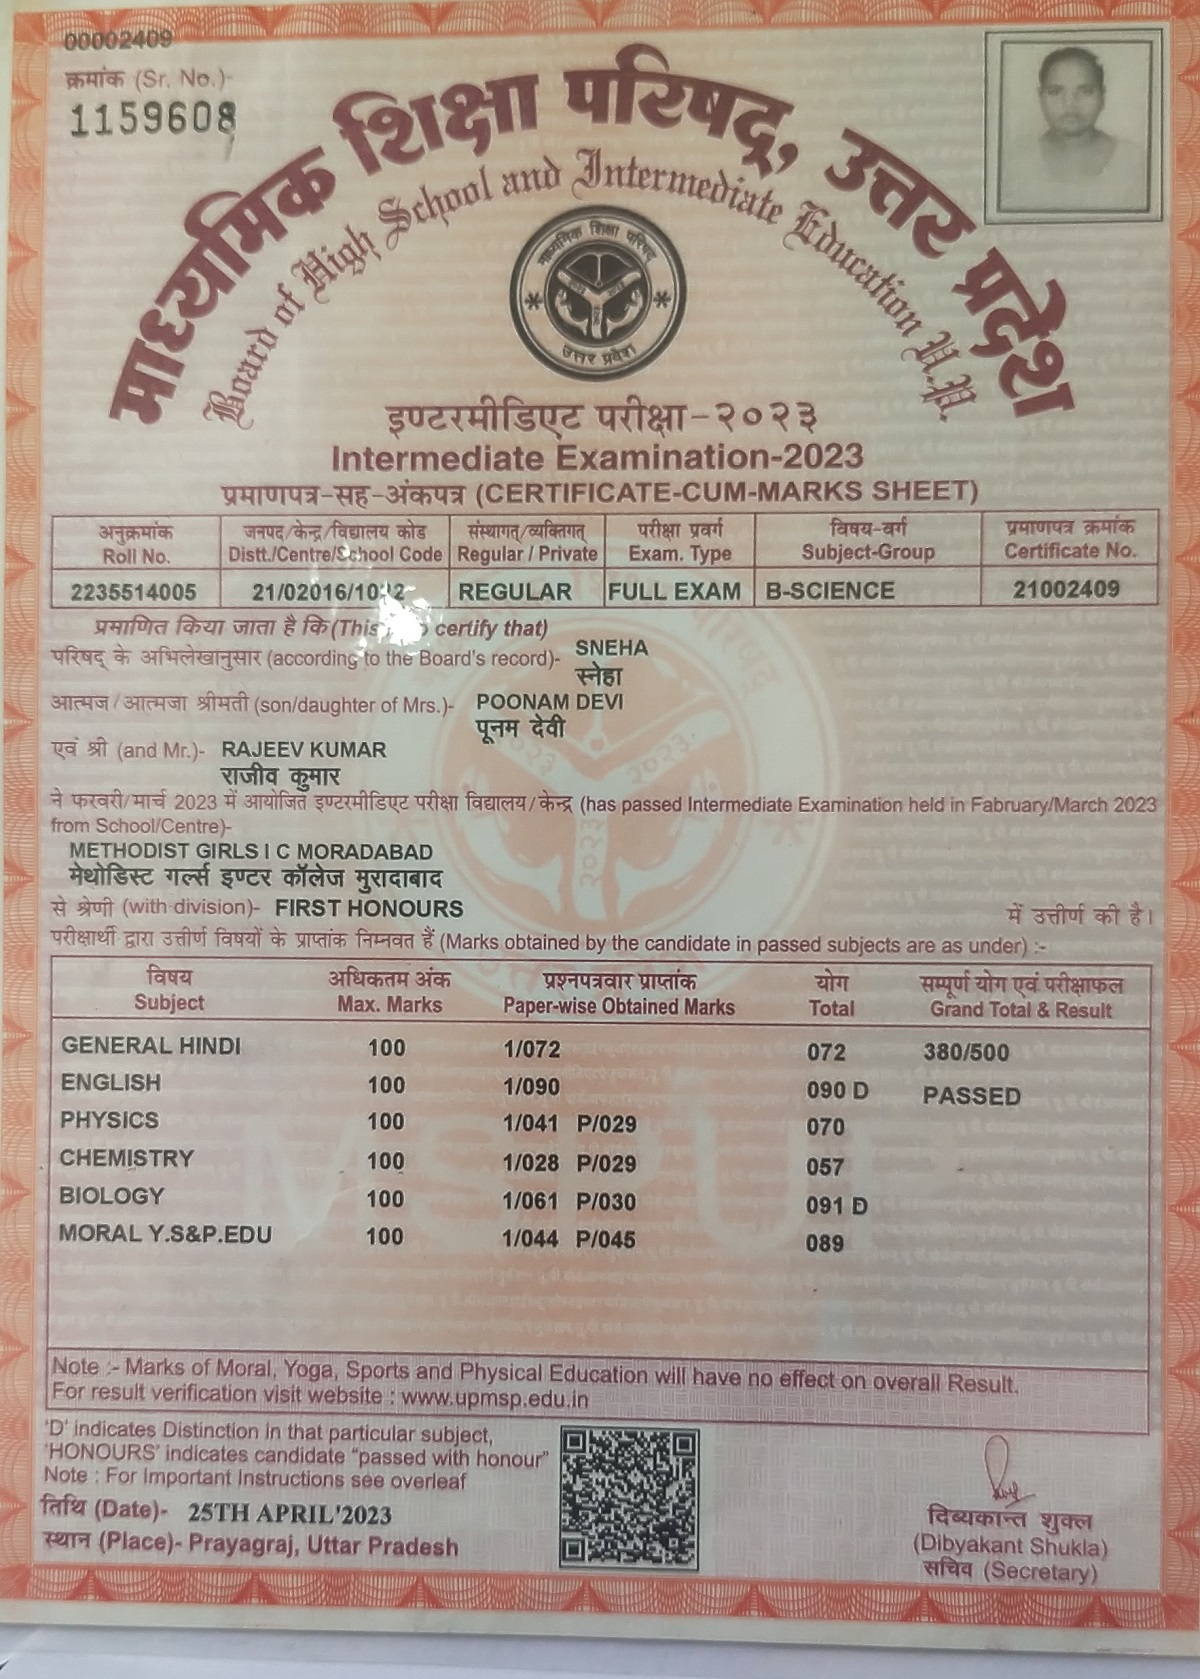 00002409
क्रमांक (Sr. No.)-
1159608
माध्यमिक शिक्षा परिषद्, उत्तर प्रदेश
Board of High School and Intermediate Education U.P.
माध्यमिक शिक्षा परिषद्
उत्तर प्रदेश
इण्टरमीडिएट परीक्षा-२०२३
Intermediate Examination-2023
प्रमाणपत्र-सह-अंकपत्र (CERTIFICATE-CUM-MARKS SHEET)
अनुक्रमांक जनपद/केन्द्र/विद्यालय कोड संस्थागत्/व्यक्तिगत् परीक्षा प्रवर्ग विषय-वर्ग प्रमाणपत्र क्रमांक
Roll No. Distt./Centre/School Code Regular / Private Exam. Type Subject-Group Certificate No.
2235514005 21/02016/10 2 REGULAR FULL EXAM B-SCIENCE 21002409
प्रमाणित किया जाता है कि (This to certify that)
परिषद् के अभिलेखानुसार (according to the Board's record)- SNEHA
स्नेहा
आत्मज/आत्मजा श्रीमती (son/daughter of Mrs.)- POONAM DEVI
पूनम देवी
एवं श्री (and Mr.)- RAJEEV KUMAR
राजीव कुमार
ने फरवरी/मार्च 2023 में आयोजित इण्टरमीडिएट परीक्षा विद्यालय/केन्द्र (has passed Intermediate Examination held in Fabruary/March 2023
from School/Centre)-
METHODIST GIRLS I C MORADABAD
मेथोडिस्ट गर्ल्स इण्टर कॉलेज मुरादाबाद
से श्रेणी (with division)- FIRST HONOURS में उत्तीर्ण की है।
परीक्षार्थी द्वारा उत्तीर्ण विषयों के प्राप्तांक निम्नवत हैं (Marks obtained by the candidate in passed subjects are as under) :-
विषय अधिकतम अंक प्रश्नपत्रवार प्राप्तांक योग सम्पूर्ण योग एवं परीक्षाफल
Subject Max. Marks Paper-wise Obtained Marks Total Grand Total & Result
GENERAL HINDI 100 1/072 072 380/500
ENGLISH 100 1/090 090 D PASSED
PHYSICS 100 1/041 P/029 070
CHEMISTRY 100 1/028 P/029 057
BIOLOGY 100 1/061 P/030 091 D
MORAL Y.S&P.EDU 100 1/044 P/045 089
Note :- Marks of Moral, Yoga, Sports and Physical Education will have no effect on overall Result.
For result verification visit website : www.upmsp.edu.in
'D' indicates Distinction in that particular subject,
'HONOURS' indicates candidate "passed with honour"
Note : For Important Instructions see overleaf
तिथि (Date)- 25TH APRIL'2023
स्थान (Place)- Prayagraj, Uttar Pradesh
दिव्यकान्त शुक्ल
(Dibyakant Shukla)
सचिव (Secretary)